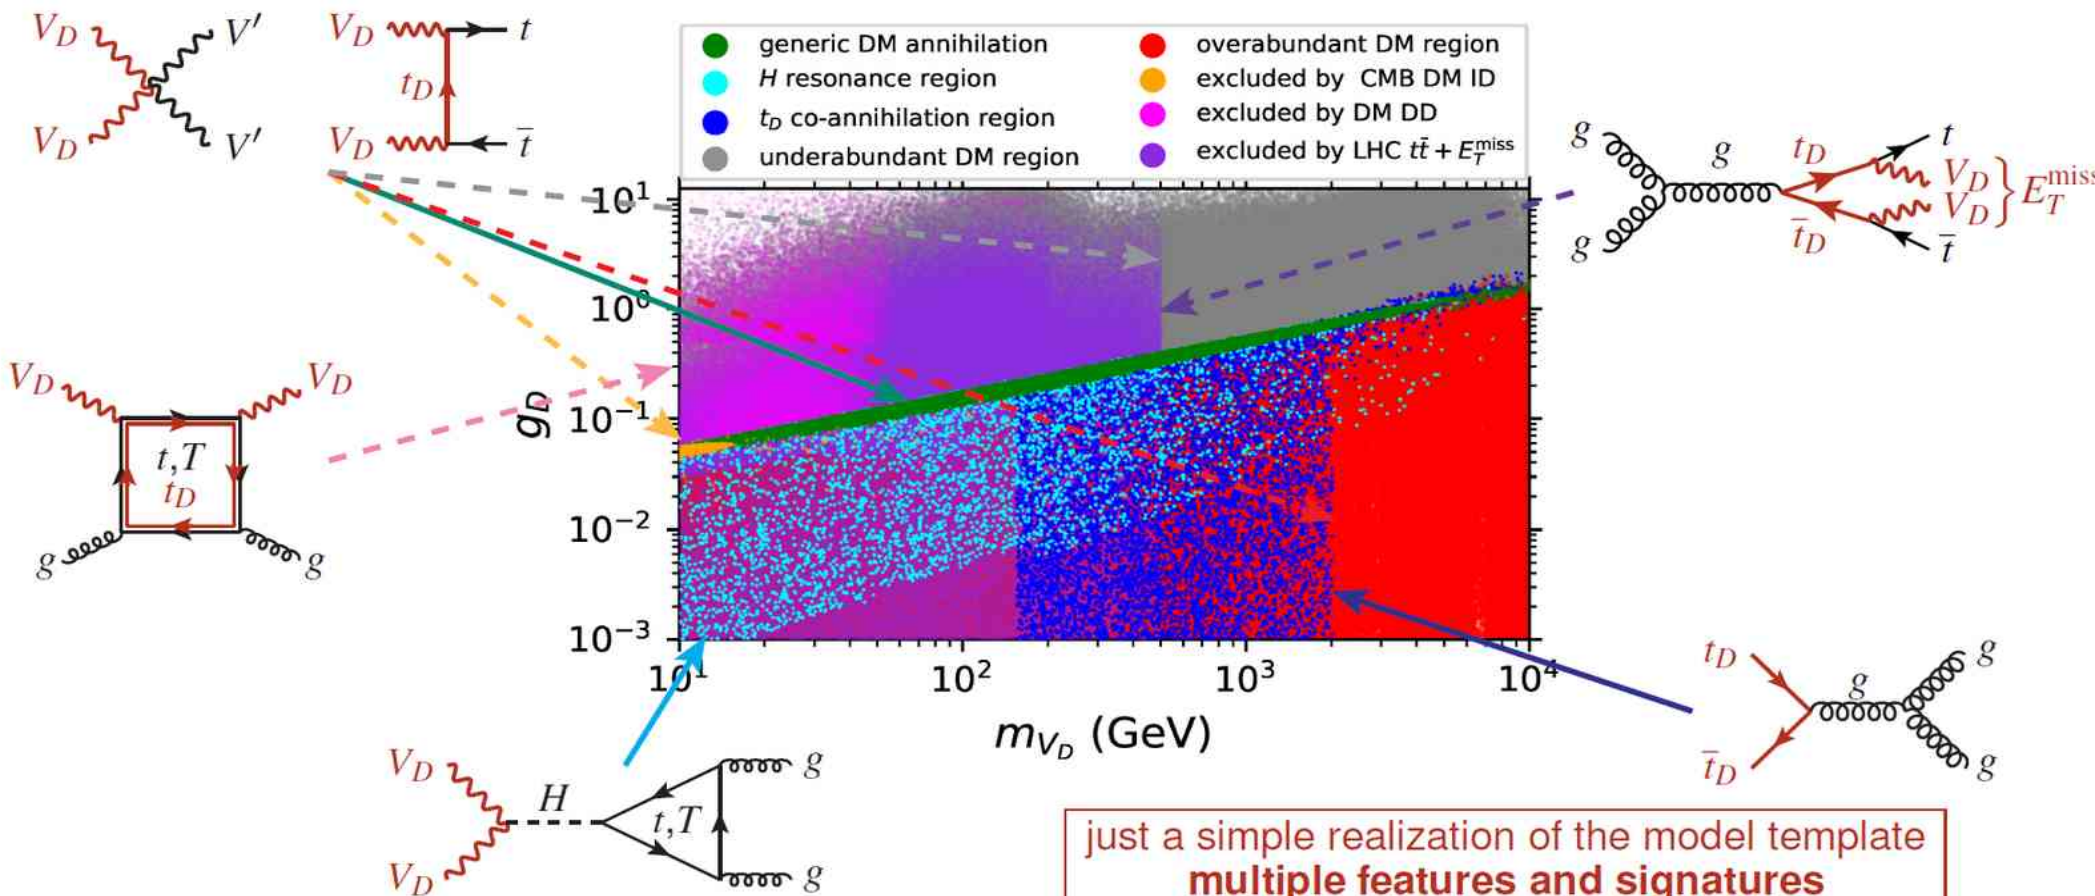 V_D V' V_D t
t_D
V_D V' V_D t̄
generic DM annihilation
H resonance region
t_D co-annihilation region
underabundant DM region
overabundant DM region
excluded by CMB DM ID
excluded by DM DD
excluded by LHC tt̄ + E_T^miss
g g t_D t
V_D
V_D } E_T^miss
g t̄_D t̄
10^1
10^0
10^-1
10^-2
10^-3
g_D
10^1 10^2 10^3 10^4
m_{V_D} (GeV)
V_D V_D
t,T
t_D
g g
V_D H g
t,T
V_D g
t_D g g
t̄_D g
just a simple realization of the model template
multiple features and signatures